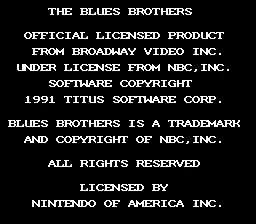 THE BLUES BROTHERS
OFFICIAL LICENSED PRODUCT
FROM BROADWAY VIDEO INC.
UNDER LICENSE FROM NBC,INC.
SOFTWARE COPYRIGHT
1991 TITUS SOFTWARE CORP.
BLUES BROTHERS IS A TRADEMARK
AND COPYRIGHT OF NBC,INC.
ALL RIGHTS RESERVED
LICENSED BY
NINTENDO OF AMERICA INC.